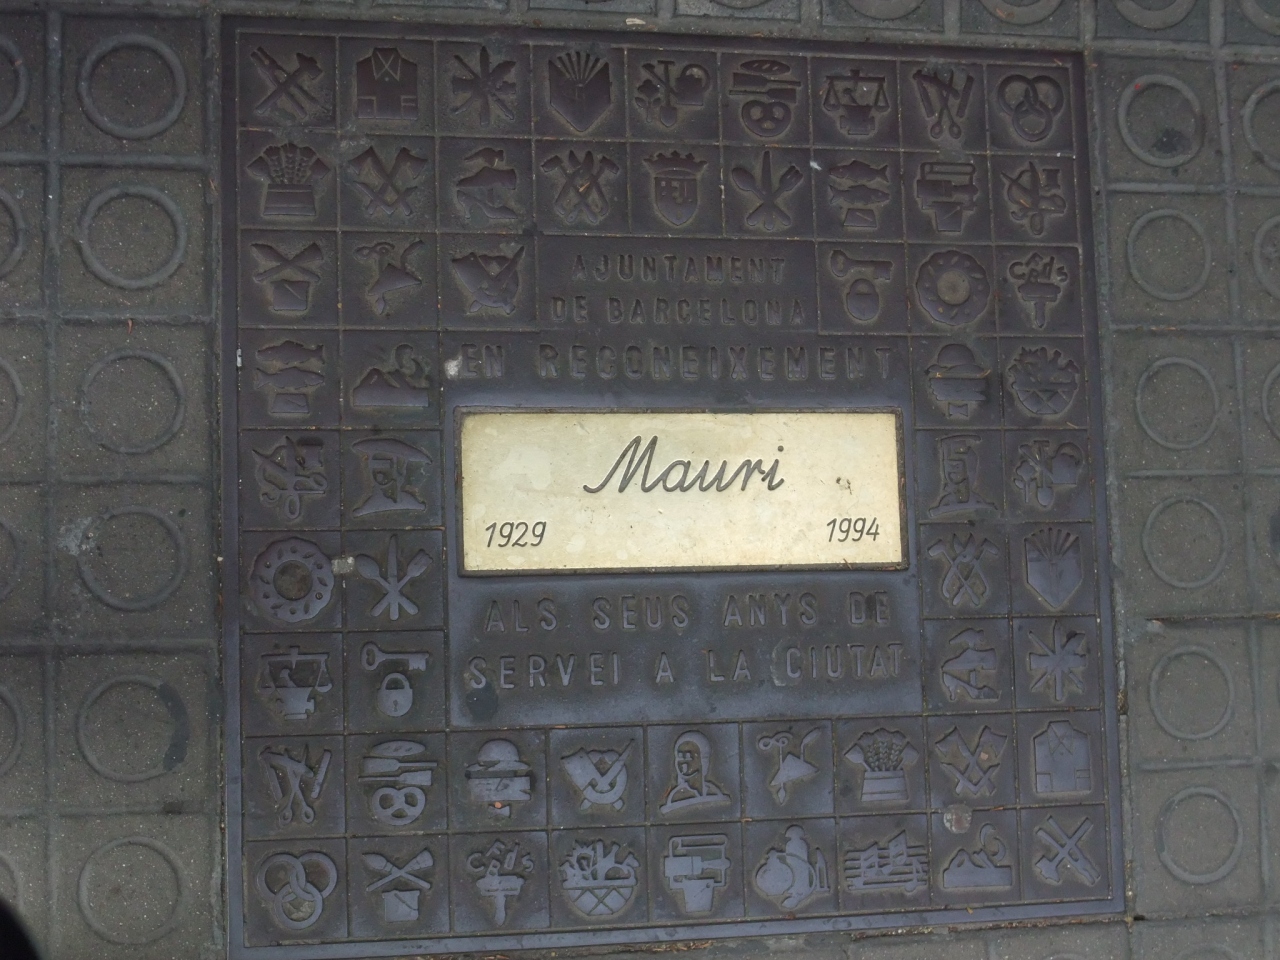 AJUNTAMENT
DE BARCELONA
EN RECONEIXEMENT
Mauri
1929 1994
ALS SEUS ANYS DE
SERVEI A LA CIUTAT